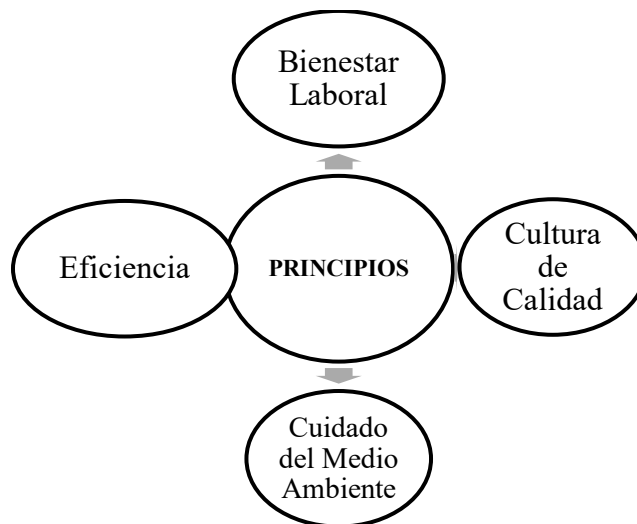 Bienestar
Laboral
Eficiencia
PRINCIPIOS
Cultura
de
Calidad
Cuidado
del Medio
Ambiente